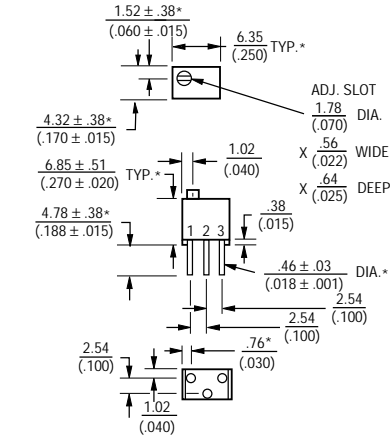 1.52 ± .38*
(.060 ± .015)
6.35
(.250)
TYP.*
ADJ. SLOT
1.78
(.070)
DIA.
4.32 ± .38*
(.170 ± .015)
X .56
(.022)
WIDE
6.85 ± .51
(.270 ± .020)
TYP.*
1.02
(.040)
X .64
(.025)
DEEP
4.78 ± .38*
(.188 ± .015)
.38
(.015)
1 2 3
.46 ± .03
(.018 ± .001)
DIA.*
2.54
(.100)
2.54
(.100)
2.54
(.100)
.76*
(.030)
1.02
(.040)